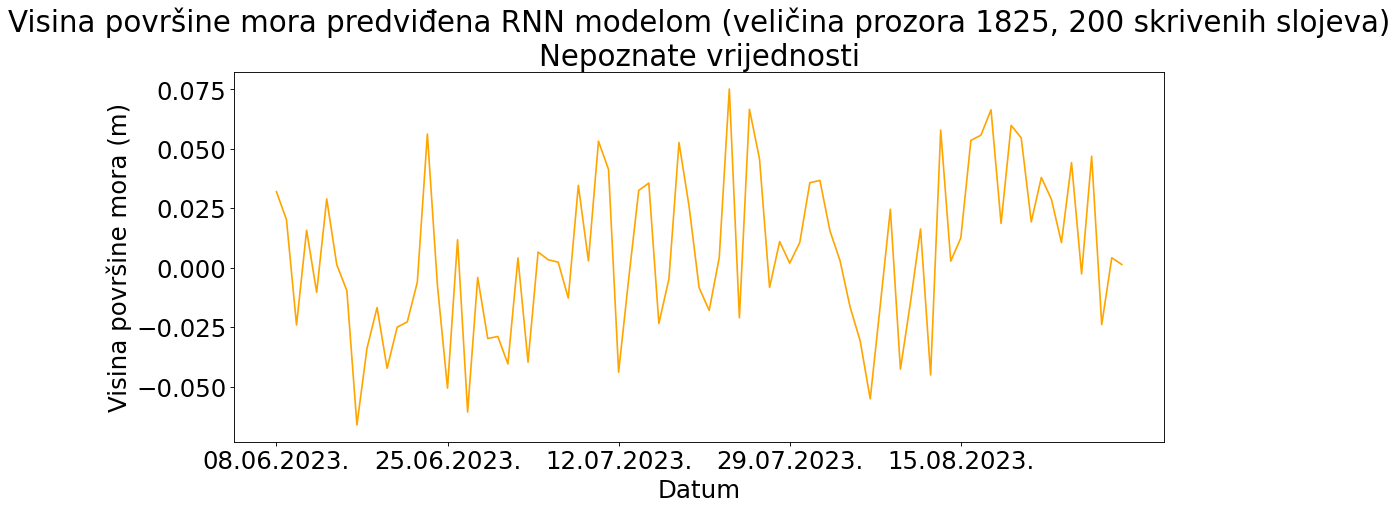 Visina površine mora predviđena RNN modelom (veličina prozora 1825, 200 skrivenih slojeva)
Nepoznate vrijednosti
Visina površine mora (m)
0.075
0.050
0.025
0.000
−0.025
−0.050
08.06.2023. 25.06.2023. 12.07.2023. 29.07.2023. 15.08.2023.
Datum